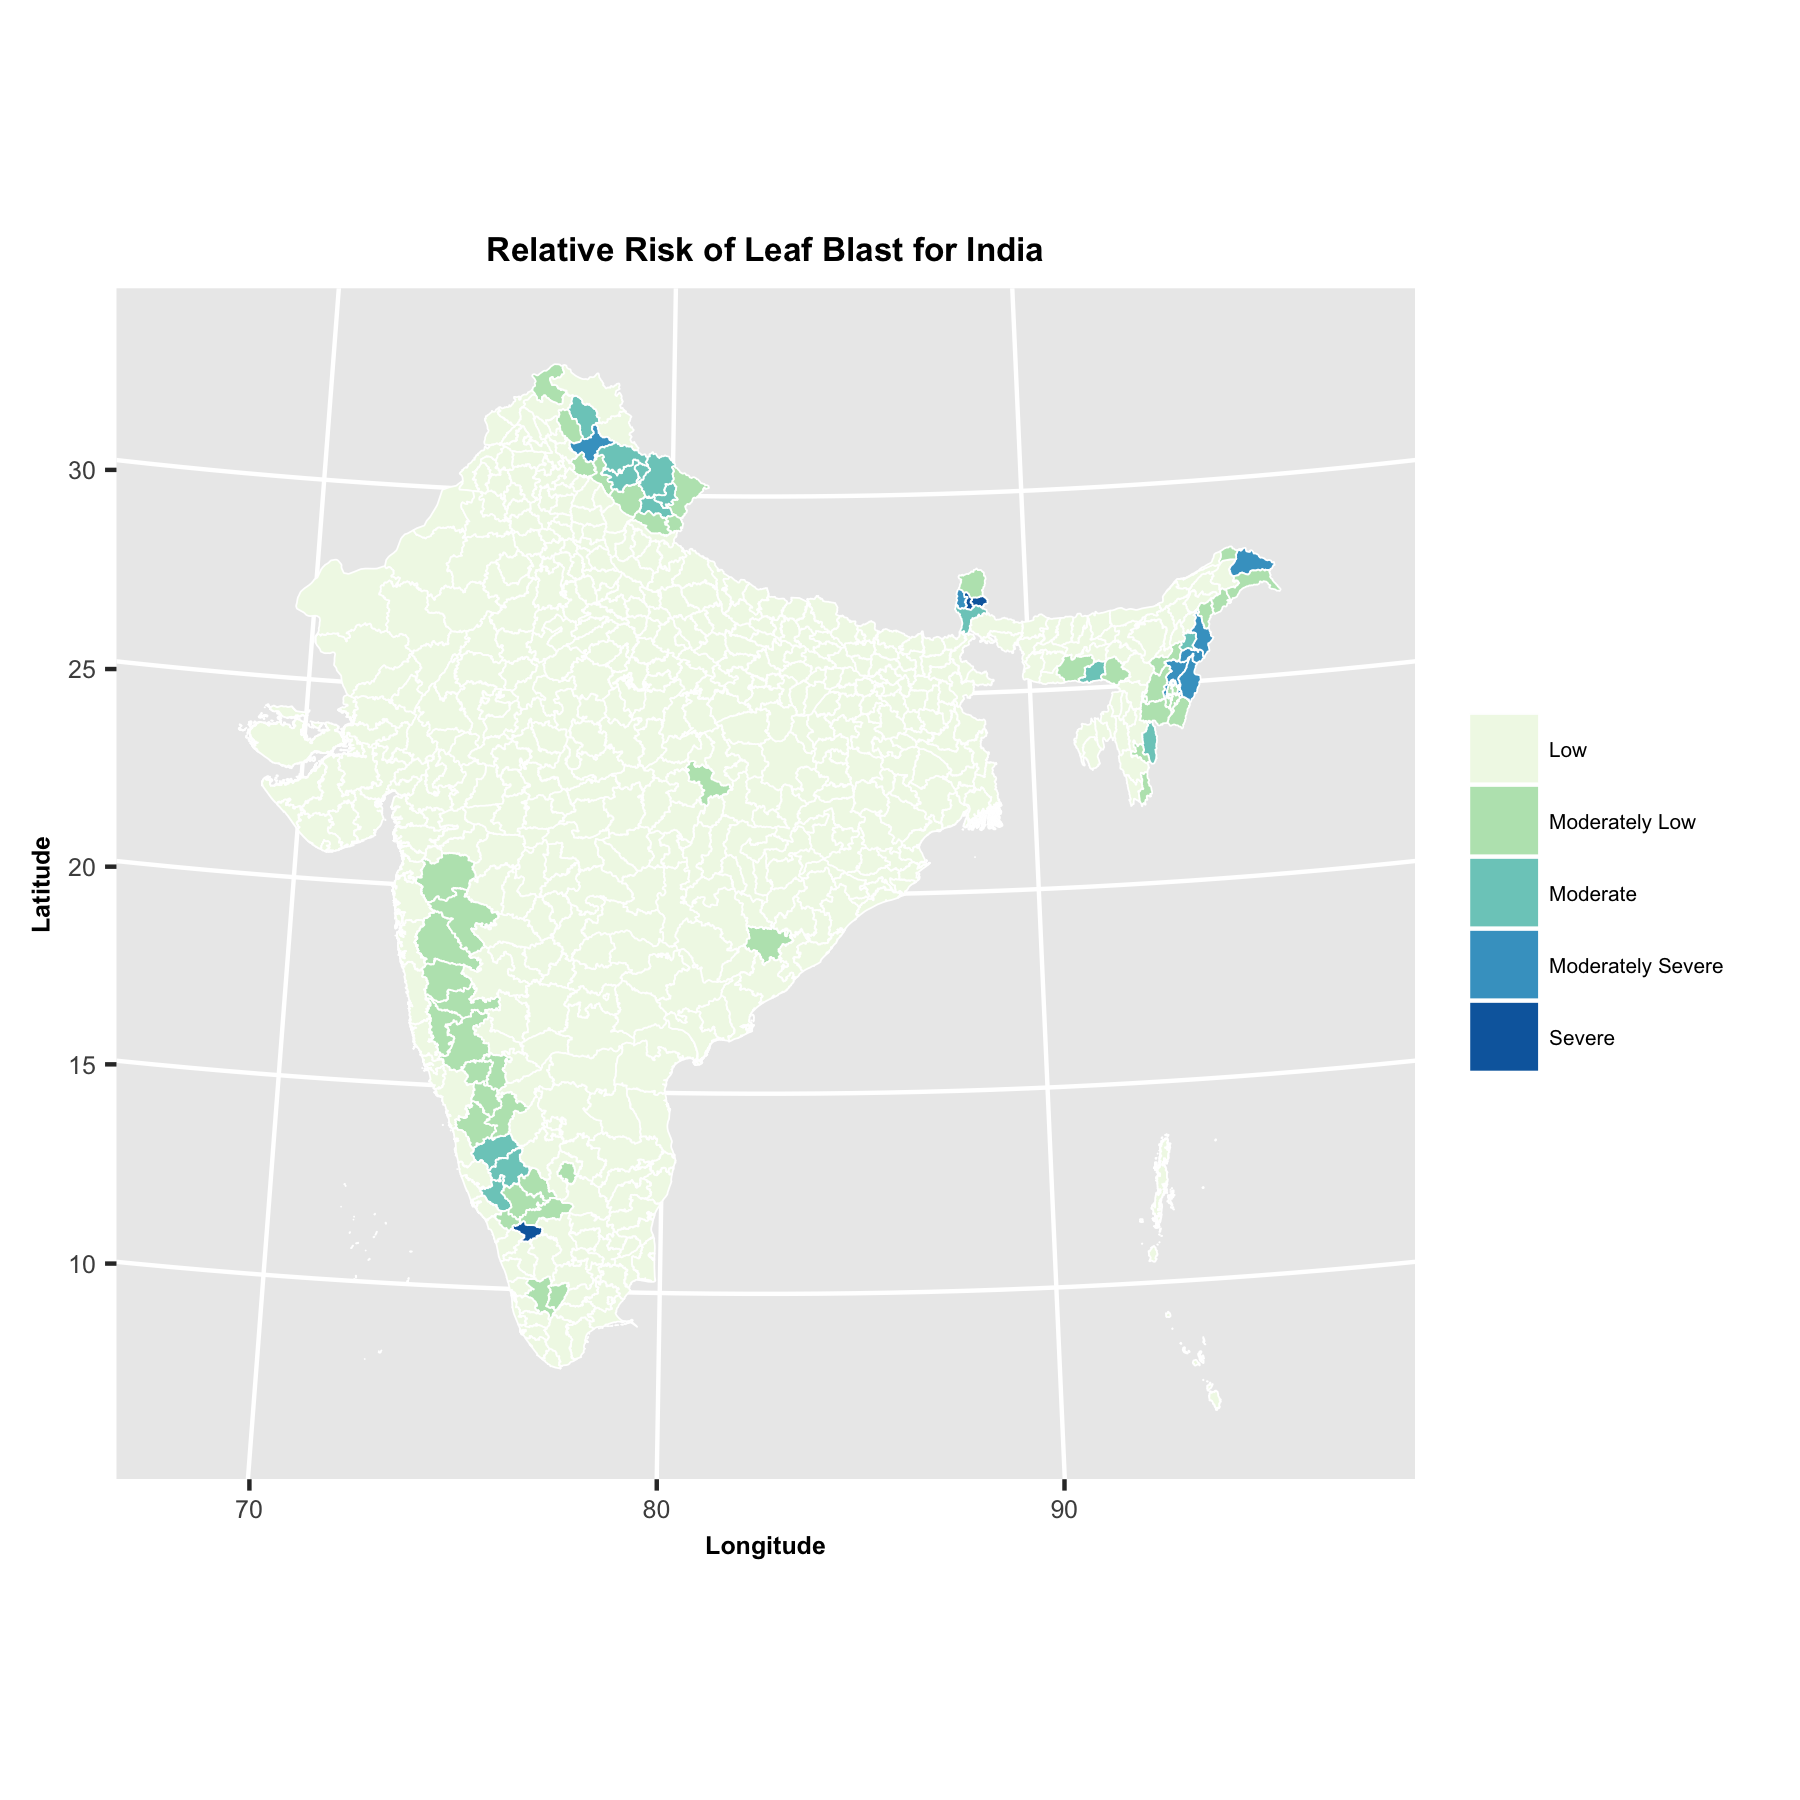 Relative Risk of Leaf Blast for India
Latitude
30
25
20
15
10
70 80 90
Longitude
Low
Moderately Low
Moderate
Moderately Severe
Severe